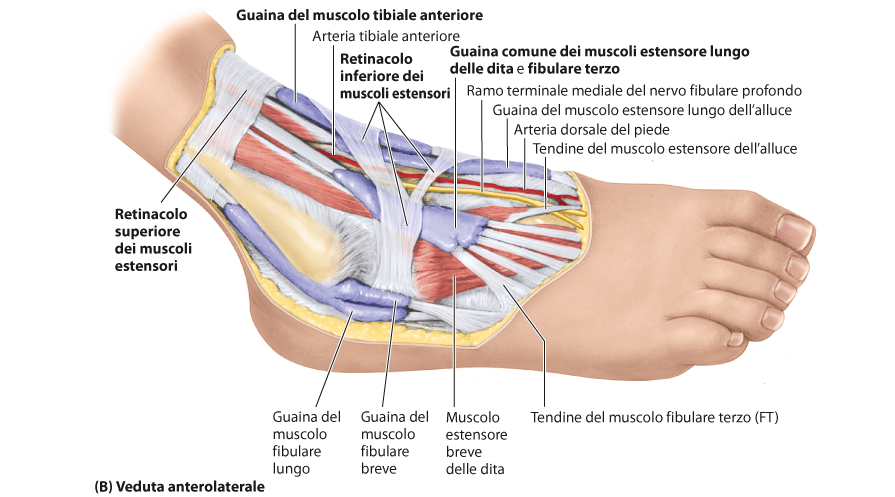 Guaina del muscolo tibiale anteriore
Arteria tibiale anteriore
Retinacolo
inferiore dei
muscoli estensori
Guaina comune dei muscoli estensore lungo
delle dita e fibulare terzo
Ramo terminale mediale del nervo fibulare profondo
Guaina del muscolo estensore lungo dell’alluce
Arteria dorsale del piede
Tendine del muscolo estensore dell’alluce
Retinacolo
superiore
dei muscoli
estensori
Guaina del
muscolo
fibulare
lungo
Guaina del
muscolo
fibulare
breve
Muscolo
estensore
breve
delle dita
Tendine del muscolo fibulare terzo (FT)
(B) Veduta anterolaterale